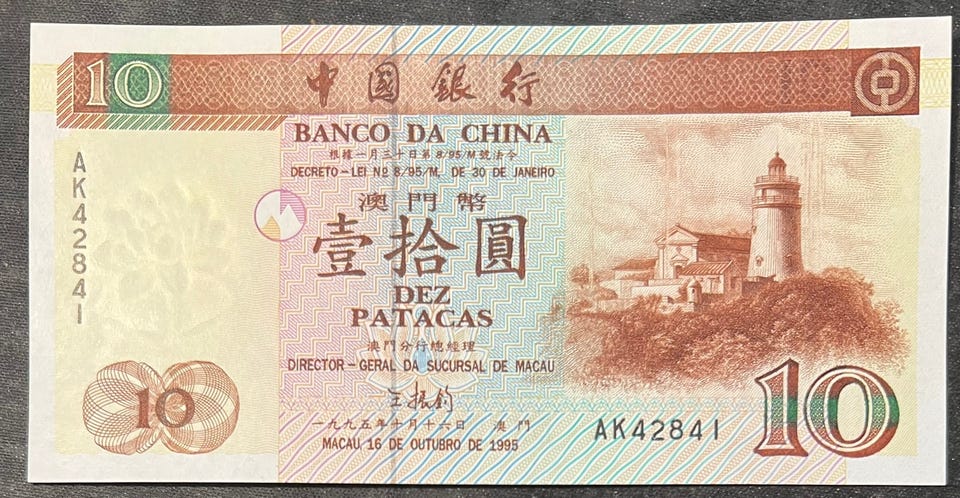 10 中國銀行
BANCO DA CHINA
根據一月三十日第8/95/M號法令
DECRETO-LEI Nº 8/95/M, DE 30 DE JANEIRO
澳門幣
壹拾圓
DEZ
PATACAS
澳門分行總經理
DIRECTOR-GERAL DA SUCURSAL DE MACAU
王振鈞
一九九五年十月十六日 澳門
MACAU, 16 DE OUTUBRO DE 1995
AK42841
10
AK42841
10